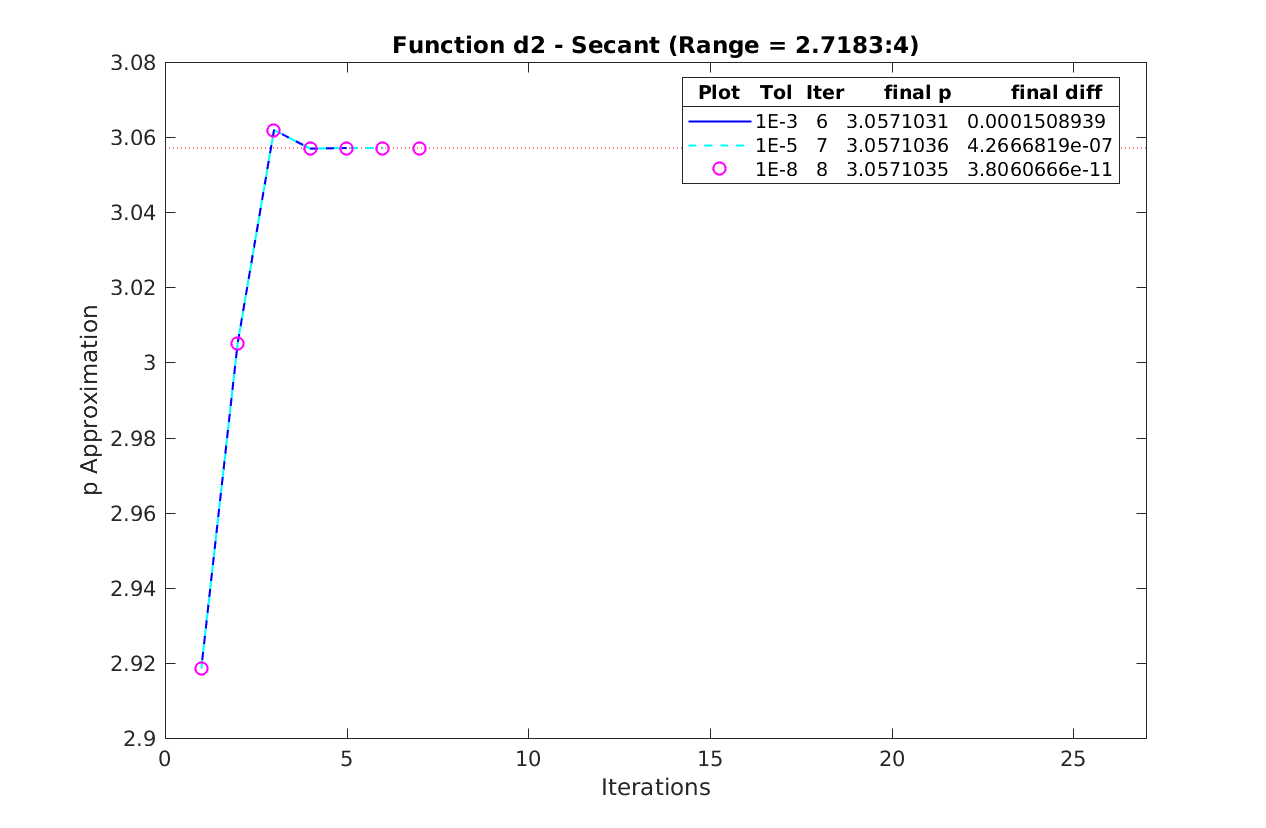 Function d2 - Secant (Range = 2.7183:4)
Plot Tol Iter final p final diff
1E-3 6 3.0571031 0.0001508939
1E-5 7 3.0571036 4.2666819e-07
1E-8 8 3.0571035 3.8060666e-11
p Approximation
3.08
3.06
3.04
3.02
3
2.98
2.96
2.94
2.92
2.9
0 5 10 15 20 25
Iterations